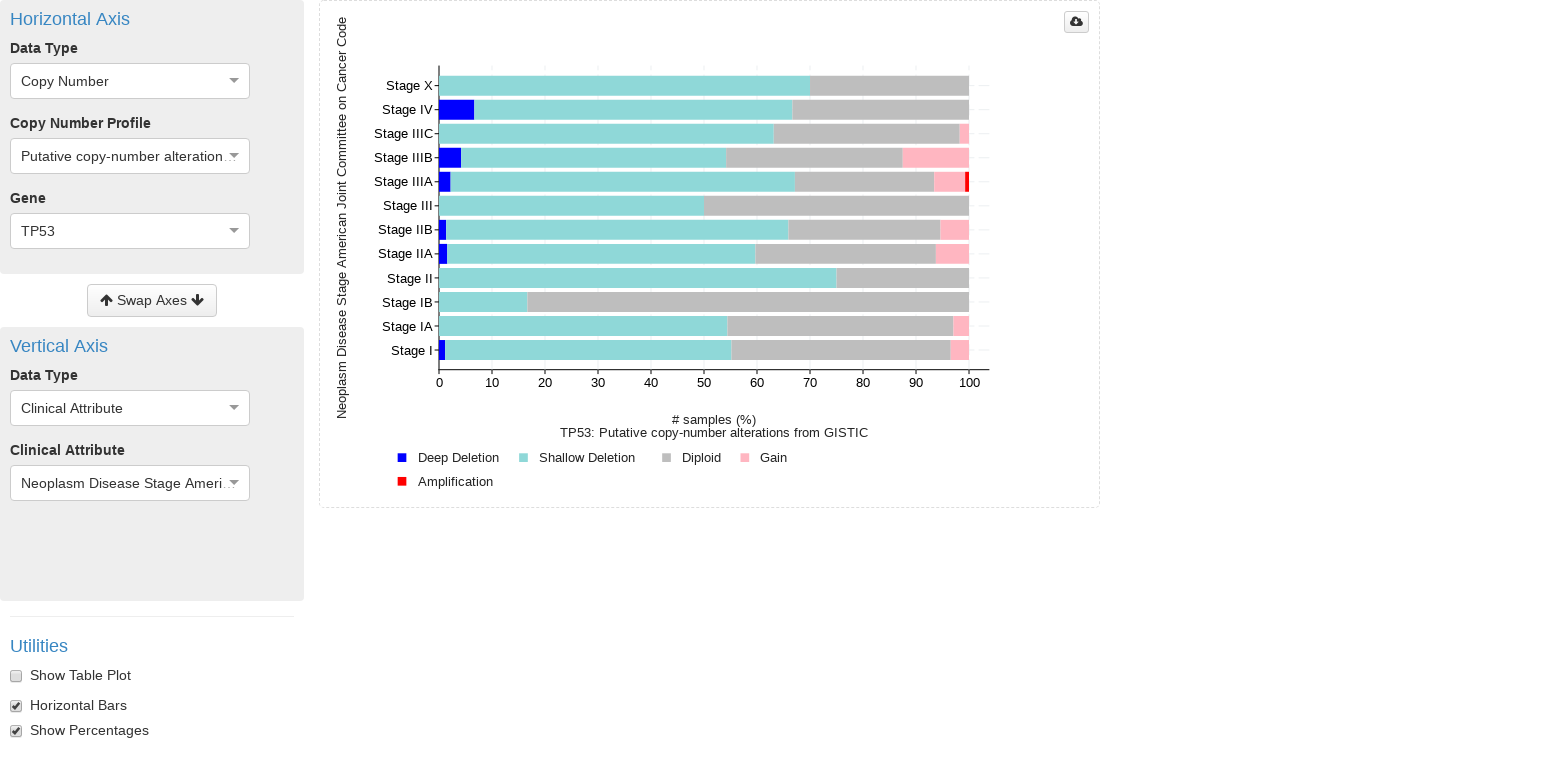 Horizontal Axis
Data Type
Copy Number
Copy Number Profile
Putative copy-number alteration…
Gene
TP53
Swap Axes
Vertical Axis
Data Type
Clinical Attribute
Clinical Attribute
Neoplasm Disease Stage Ameri…
Utilities
Show Table Plot
Horizontal Bars
Show Percentages
Neoplasm Disease Stage American Joint Committee on Cancer Code
Stage X
Stage IV
Stage IIIC
Stage IIIB
Stage IIIA
Stage III
Stage IIB
Stage IIA
Stage II
Stage IB
Stage IA
Stage I
0 10 20 30 40 50 60 70 80 90 100
# samples (%)
TP53: Putative copy-number alterations from GISTIC
Deep Deletion Shallow Deletion Diploid Gain
Amplification